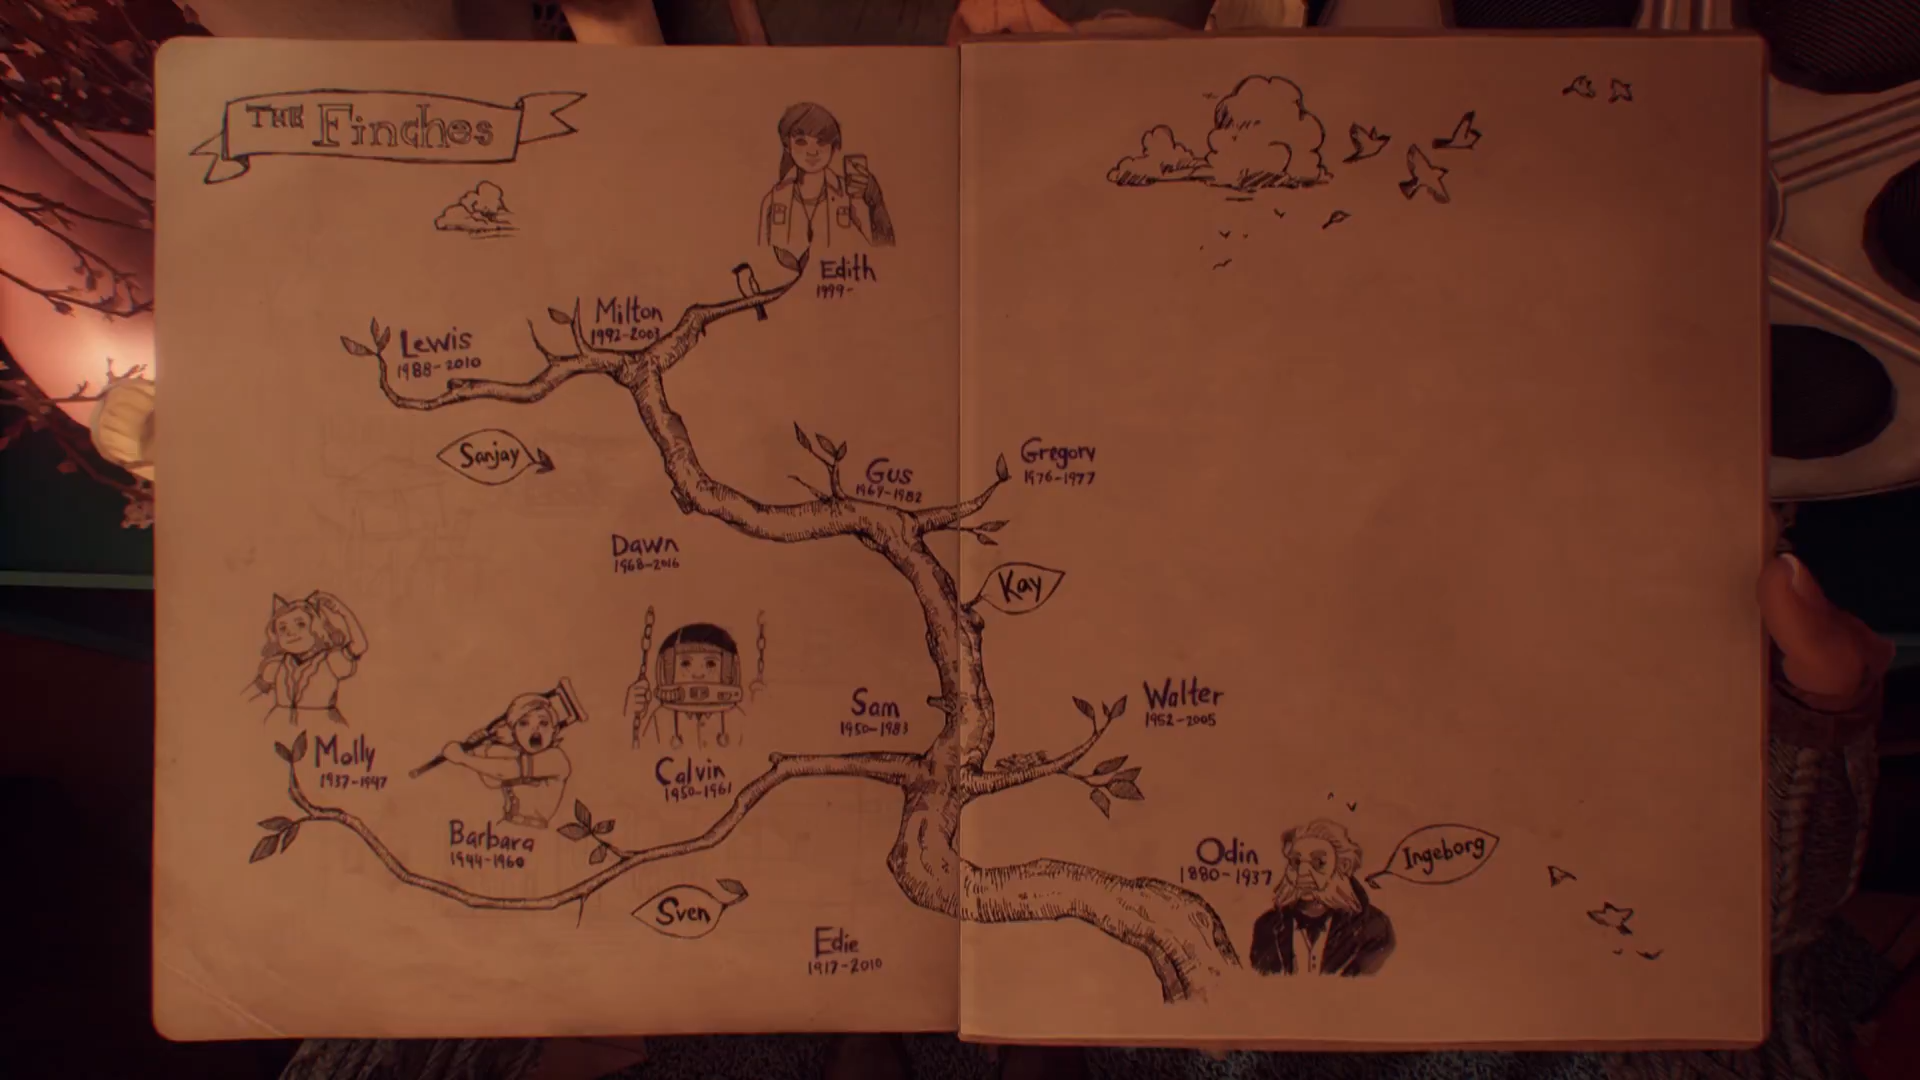 THE Finches
Edith
1999-
Milton
1992-2003
Lewis
1988-2010
Sanjay
Gus
1969-1982
Gregory
1976-1977
Dawn
1968-2016
Kay
Sam
1950-1983
Walter
1952-2005
Molly
1937-1947
Calvin
1950-1961
Barbara
1944-1960
Odin
1880-1937
Ingeborg
Sven
Edie
1917-2010